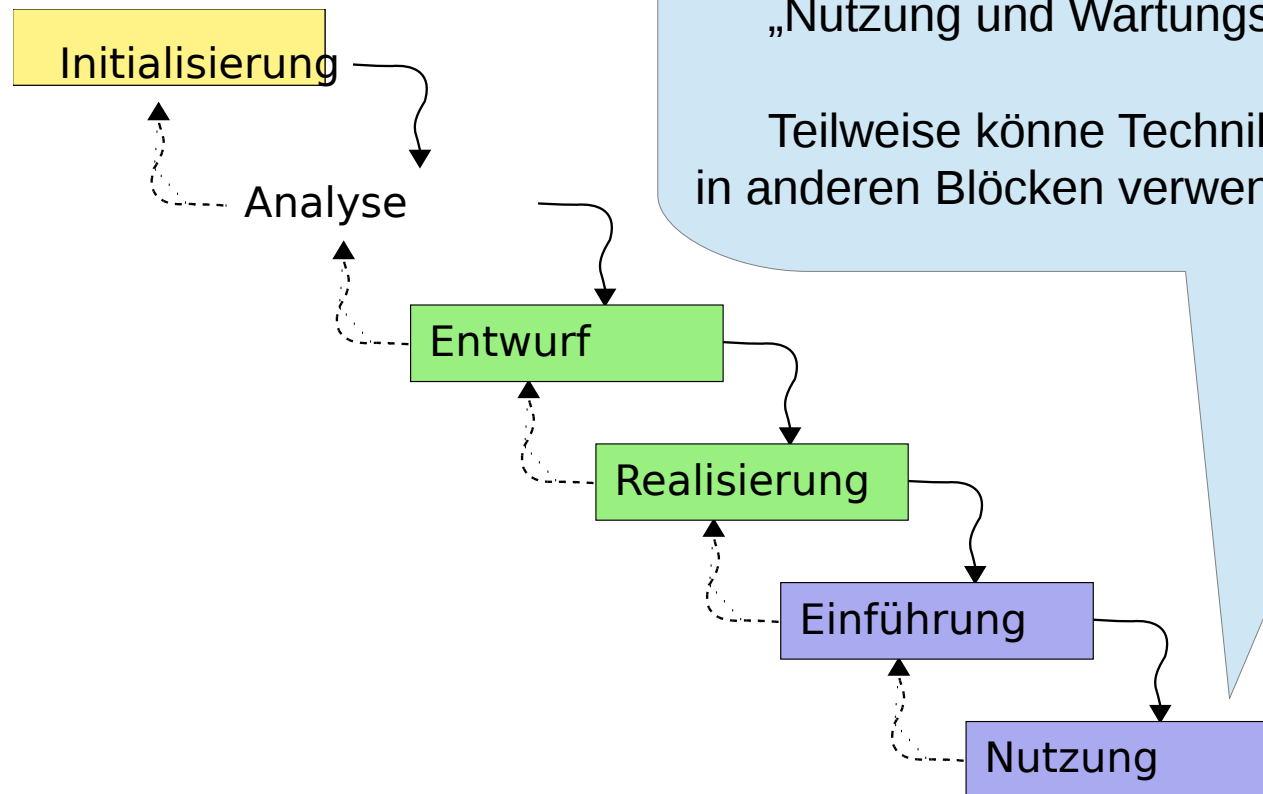 „Nutzung und Wartungs
Teilweise könne Technik
in anderen Blöcken verwen
Initialisierung
Analyse
Entwurf
Realisierung
Einführung
Nutzung